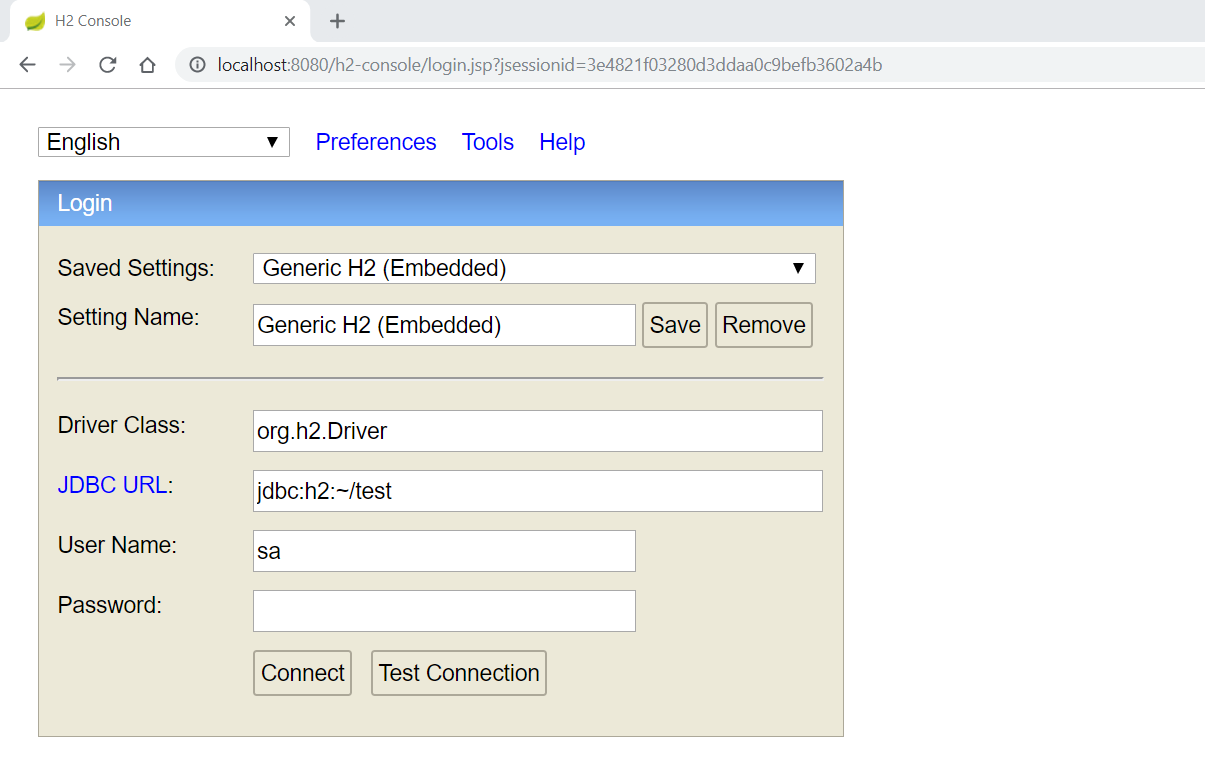 H2 Console
localhost:8080/h2-console/login.jsp?jsessionid=3e4821f03280d3ddaa0c9befb3602a4b
English Preferences Tools Help
Login
Saved Settings: Generic H2 (Embedded)
Setting Name: Generic H2 (Embedded) Save Remove
Driver Class: org.h2.Driver
JDBC URL: jdbc:h2:~/test
User Name: sa
Password:
Connect Test Connection